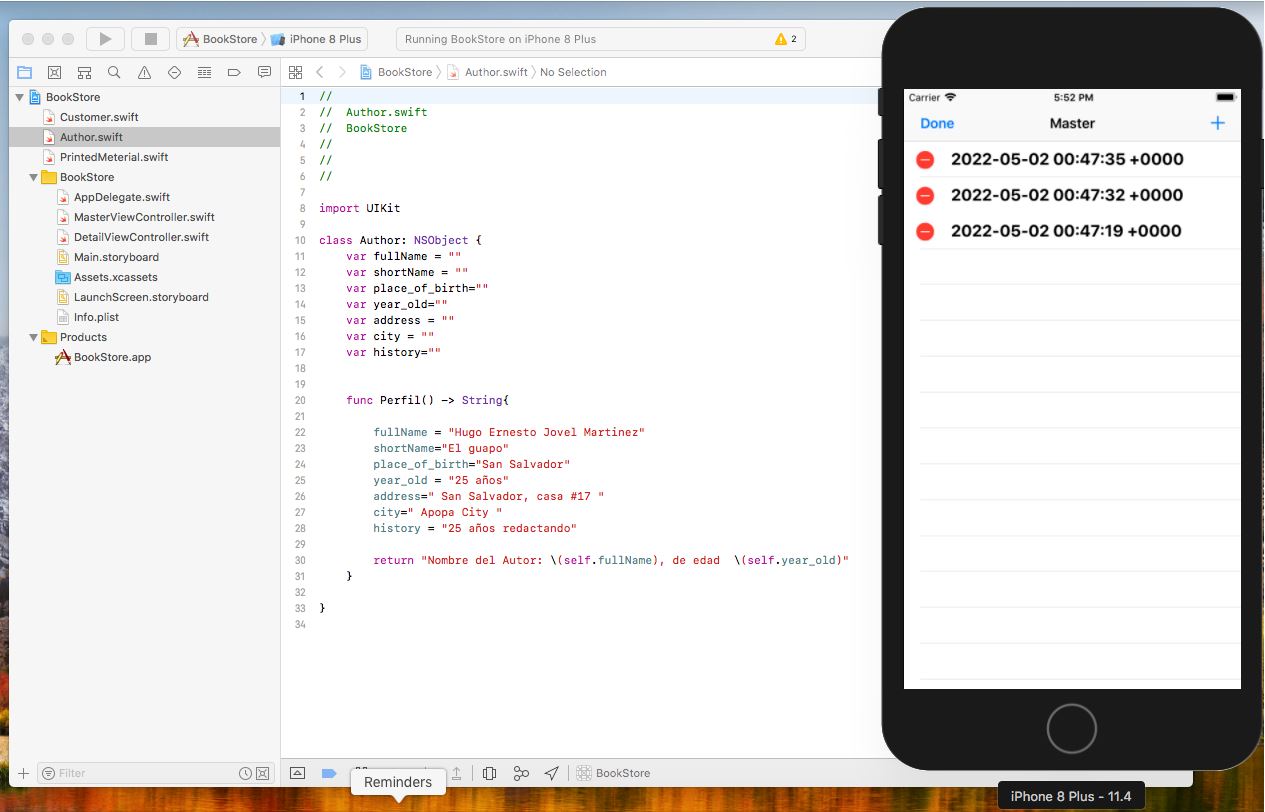 BookStore iPhone 8 Plus
Running BookStore on iPhone 8 Plus
2
BookStore Author.swift No Selection
BookStore
Customer.swift
Author.swift
PrintedMeterial.swift
BookStore
AppDelegate.swift
MasterViewController.swift
DetailViewController.swift
Main.storyboard
Assets.xcassets
LaunchScreen.storyboard
Info.plist
Products
BookStore.app
Filter
1 //
2 //  Author.swift
3 //  BookStore
4 //
5 //
6 //
7
8 import UIKit
9
10 class Author: NSObject {
11     var fullName = ""
12     var shortName = ""
13     var place_of_birth=""
14     var year_old=""
15     var address = ""
16     var city = ""
17     var history=""
18
19
20     func Perfil() -> String{
21
22         fullName = "Hugo Ernesto Jovel Martinez"
23         shortName="El guapo"
24         place_of_birth="San Salvador"
25         year_old = "25 años"
26         address=" San Salvador, casa #17 "
27         city=" Apopa City "
28         history = "25 años redactando"
29
30         return "Nombre del Autor: \(self.fullName), de edad  \(self.year_old)"
31     }
32
33 }
34
BookStore
Reminders
Carrier 5:52 PM
Done Master +
2022-05-02 00:47:35 +0000
2022-05-02 00:47:32 +0000
2022-05-02 00:47:19 +0000
iPhone 8 Plus - 11.4